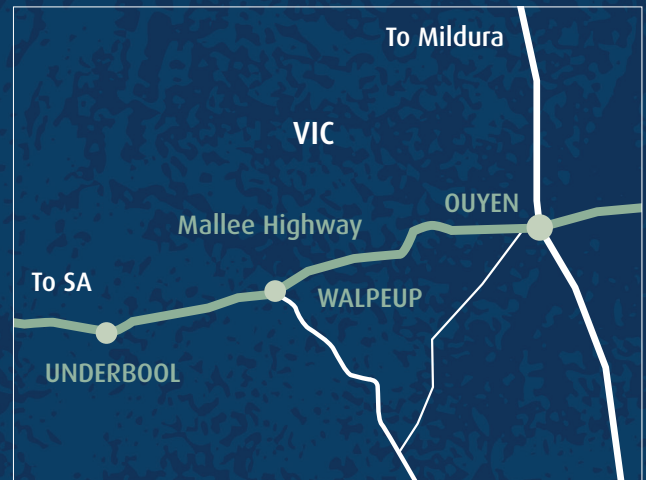 To Mildura
VIC
OUYEN
Mallee Highway
To SA
WALPEUP
UNDERBOOL